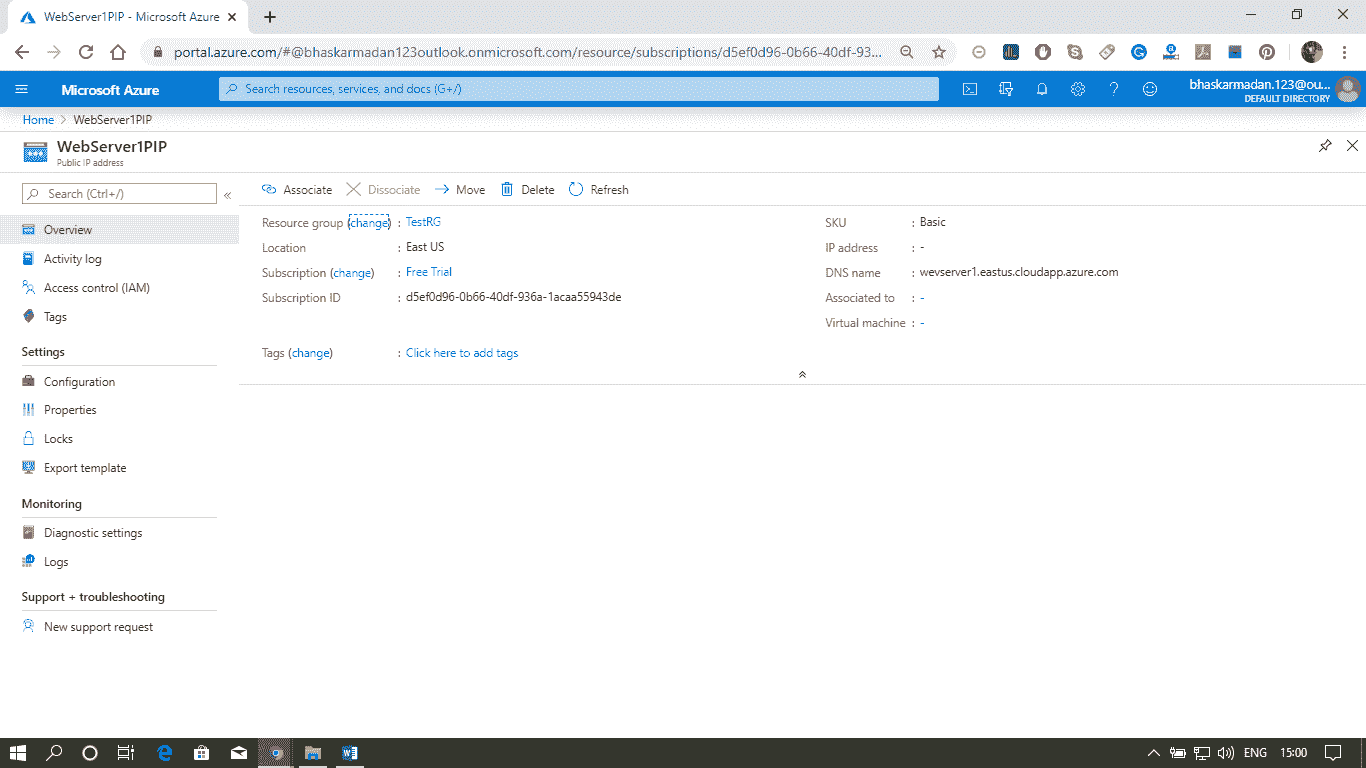 WebServer1PIP - Microsoft Azure
portal.azure.com/#@bhaskarmadan123outlook.onmicrosoft.com/resource/subscriptions/d5ef0d96-0b66-40df-93...
Microsoft Azure
Search resources, services, and docs (G+/)
bhaskarmadan.123@ou...
DEFAULT DIRECTORY
Home > WebServer1PIP
WebServer1PIP
Public IP address
Search (Ctrl+/)
«
Associate Dissociate Move Delete Refresh
Overview
Activity log
Access control (IAM)
Tags
Settings
Configuration
Properties
Locks
Export template
Monitoring
Diagnostic settings
Logs
Support + troubleshooting
New support request
Resource group (change) : TestRG
Location : East US
Subscription (change) : Free Trial
Subscription ID : d5ef0d96-0b66-40df-936a-1acaa55943de
Tags (change) : Click here to add tags
SKU : Basic
IP address : -
DNS name : wevserver1.eastus.cloudapp.azure.com
Associated to : -
Virtual machine : -
ENG 15:00